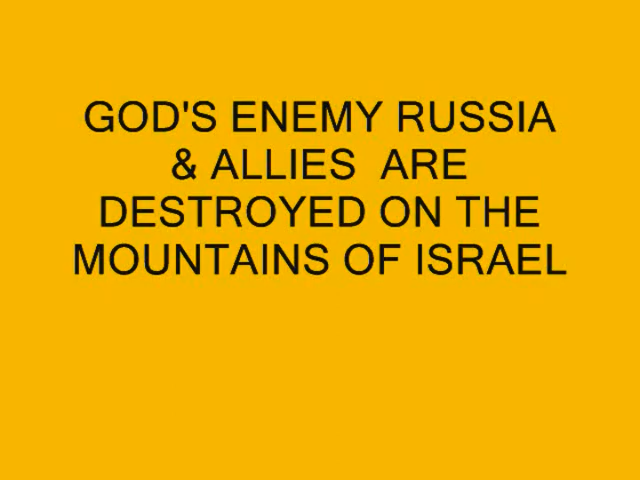 GOD'S ENEMY RUSSIA
& ALLIES  ARE
DESTROYED ON THE
MOUNTAINS OF ISRAEL